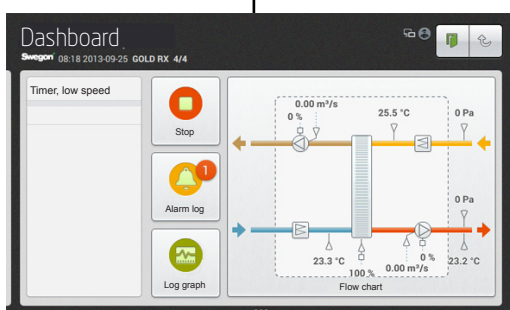 Dashboard
Swegon 08:18 2013-09-25 GOLD RX 4/4
Timer, low speed
Stop
1
Alarm log
Log graph
0.00 m³/s
0 %
25.5 °C
0 Pa
0 Pa
23.3 °C
100 %
0.00 m³/s
0 %
23.2 °C
Flow chart